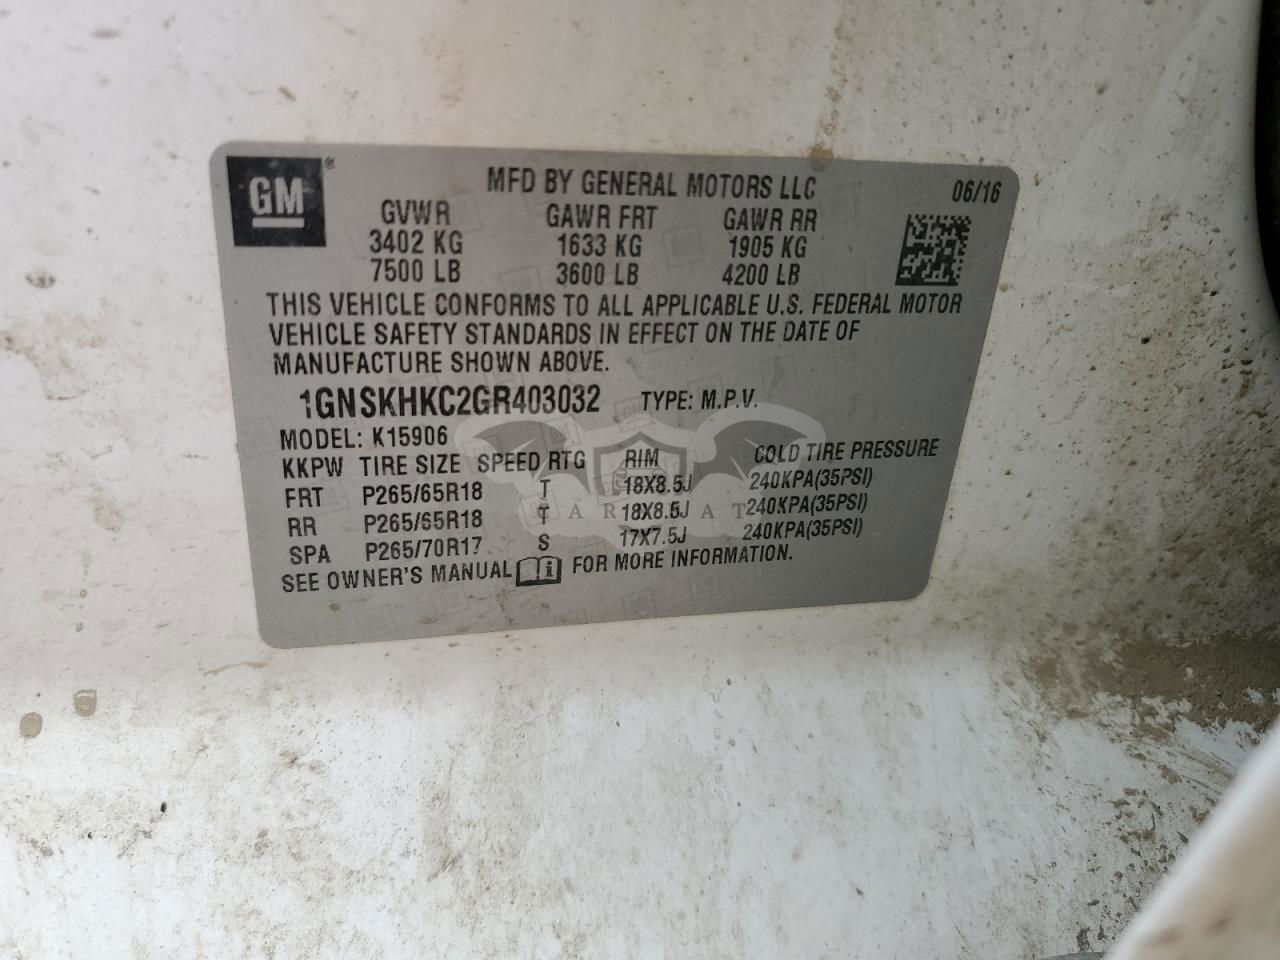 GM®
MFD BY GENERAL MOTORS LLC 06/16
GVWR GAWR FRT GAWR RR
3402 KG 1633 KG 1905 KG
7500 LB 3600 LB 4200 LB
THIS VEHICLE CONFORMS TO ALL APPLICABLE U.S. FEDERAL MOTOR
VEHICLE SAFETY STANDARDS IN EFFECT ON THE DATE OF
MANUFACTURE SHOWN ABOVE.
1GNSKHKC2GR403032 TYPE: M.P.V.
MODEL: K15906
KKPW TIRE SIZE SPEED RTG RIM COLD TIRE PRESSURE
FRT P265/65R18 T 18X8.5J 240KPA(35PSI)
RR P265/65R18 T 18X8.5J 240KPA(35PSI)
SPA P265/70R17 S 17X7.5J 240KPA(35PSI)
SEE OWNER'S MANUAL i FOR MORE INFORMATION.